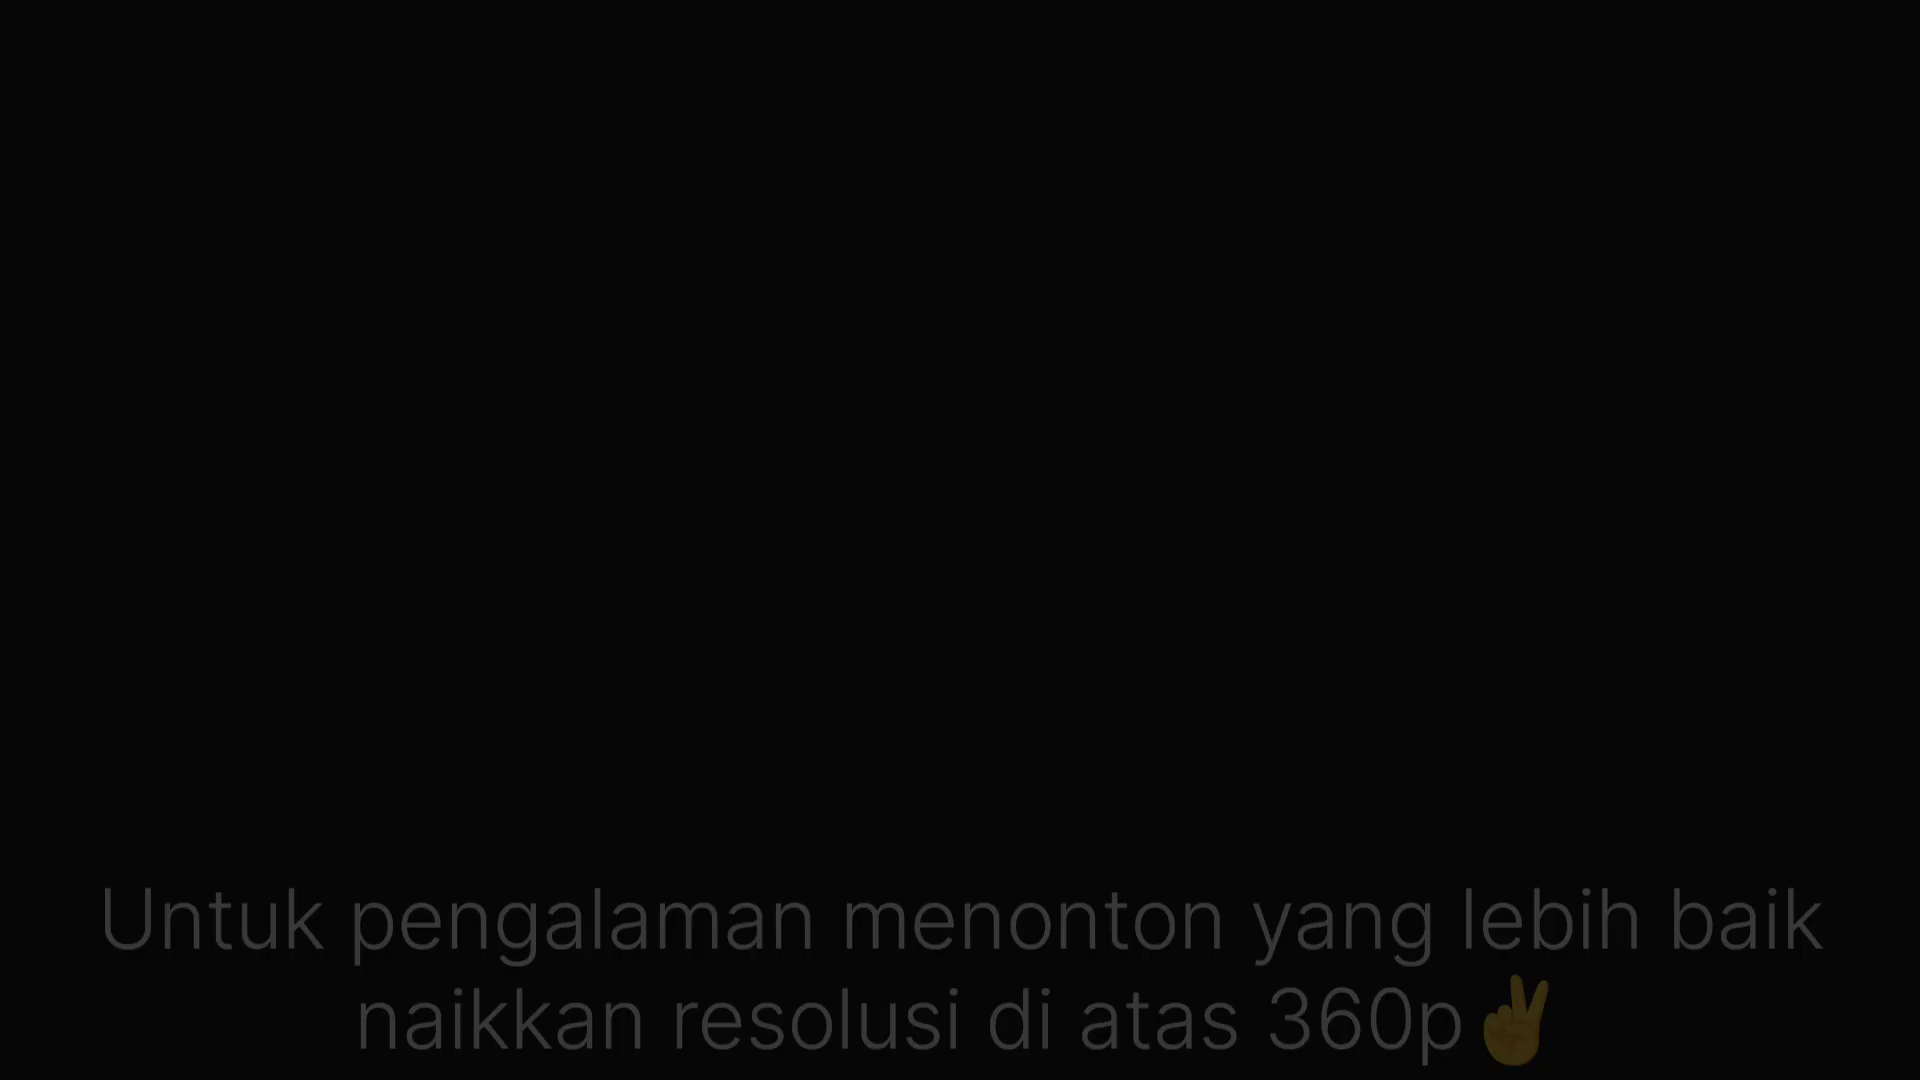 Untuk pengalaman menonton yang lebih baik
naikkan resolusi di atas 360p✌️